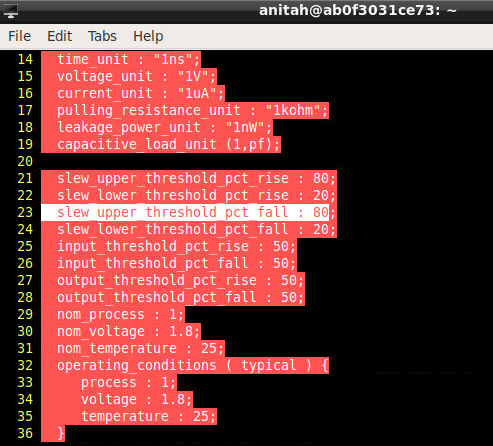 anitah@ab0f3031ce73: ~
File Edit Tabs Help
14 time_unit : "1ns";
15 voltage_unit : "1V";
16 current_unit : "1uA";
17 pulling_resistance_unit : "1kohm";
18 leakage_power_unit : "1nW";
19 capacitive_load_unit (1,pf);
20
21 slew_upper_threshold_pct_rise : 80;
22 slew_lower_threshold_pct_rise : 20;
23 slew_upper_threshold_pct_fall : 80;
24 slew_lower_threshold_pct_fall : 20;
25 input_threshold_pct_rise : 50;
26 input_threshold_pct_fall : 50;
27 output_threshold_pct_rise : 50;
28 output_threshold_pct_fall : 50;
29 nom_process : 1;
30 nom_voltage : 1.8;
31 nom_temperature : 25;
32 operating_conditions ( typical ) {
33 process : 1;
34 voltage : 1.8;
35 temperature : 25;
36 }